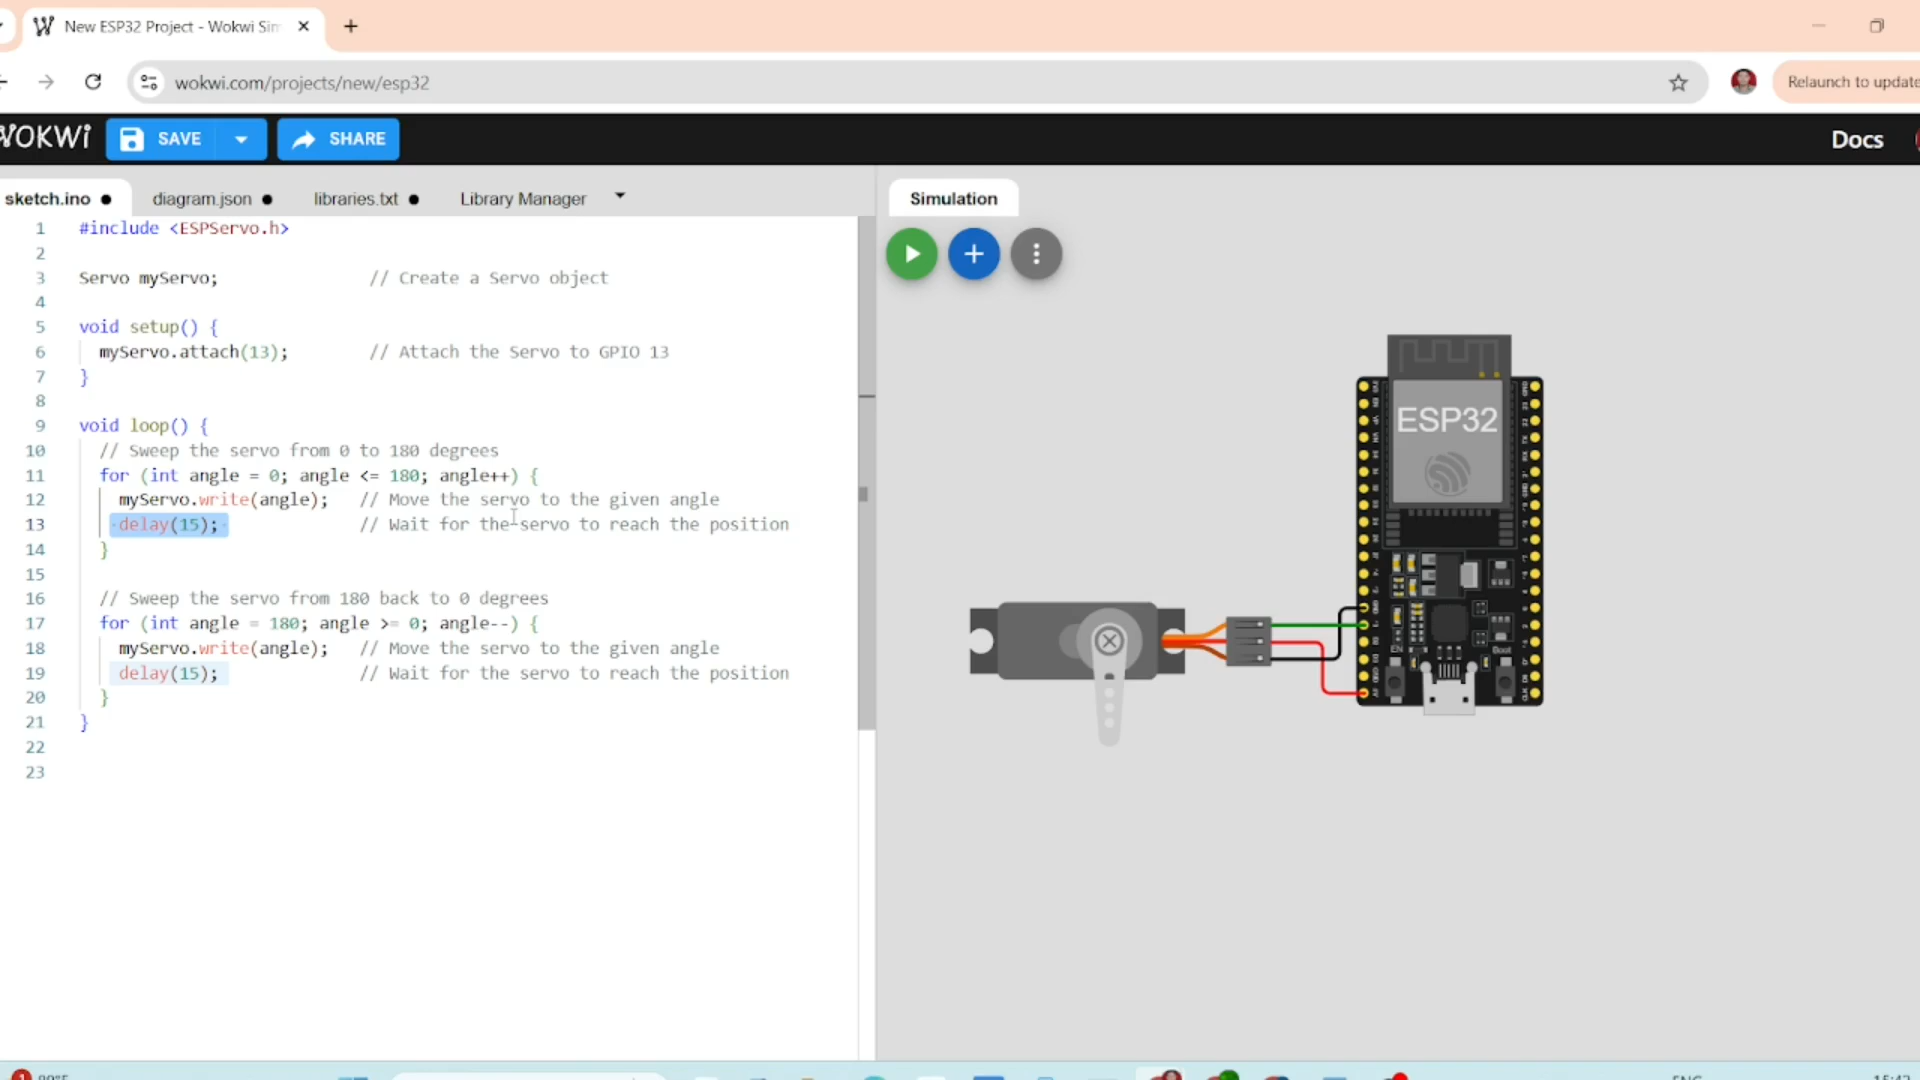 New ESP32 Project - Wokwi Sim
wokwi.com/projects/new/esp32
Relaunch to update
WOKWi
SAVE
SHARE
Docs
sketch.ino ●
diagram.json ●
libraries.txt ●
Library Manager
Simulation
1 #include <ESPServo.h>
2
3 Servo myServo; // Create a Servo object
4
5 void setup() {
6 myServo.attach(13); // Attach the Servo to GPIO 13
7 }
8
9 void loop() {
10 // Sweep the servo from 0 to 180 degrees
11 for (int angle = 0; angle <= 180; angle++) {
12 myServo.write(angle); // Move the servo to the given angle
13 delay(15); // Wait for the servo to reach the position
14 }
15
16 // Sweep the servo from 180 back to 0 degrees
17 for (int angle = 180; angle >= 0; angle--) {
18 myServo.write(angle); // Move the servo to the given angle
19 delay(15); // Wait for the servo to reach the position
20 }
21 }
22
23
ESP32
EN
Boot